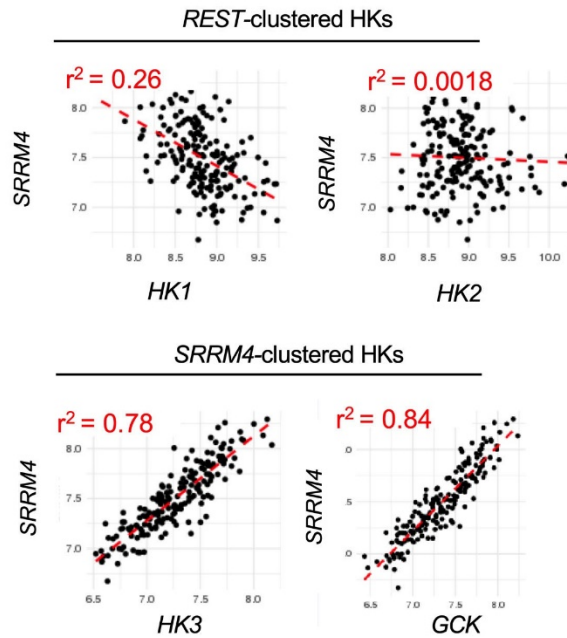 REST-clustered HKs
r² = 0.26
r² = 0.0018
8.0
7.5
7.0
SRRM4
8.0 8.5 9.0 9.5
HK1
8.0
7.5
7.0
SRRM4
8.0 8.5 9.0 9.5 10.0
HK2
SRRM4-clustered HKs
r² = 0.78
r² = 0.84
8.0
7.5
7.0
SRRM4
6.5 7.0 7.5 8.0
HK3
.0
.5
.0
SRRM4
6.5 7.0 7.5 8.0
GCK